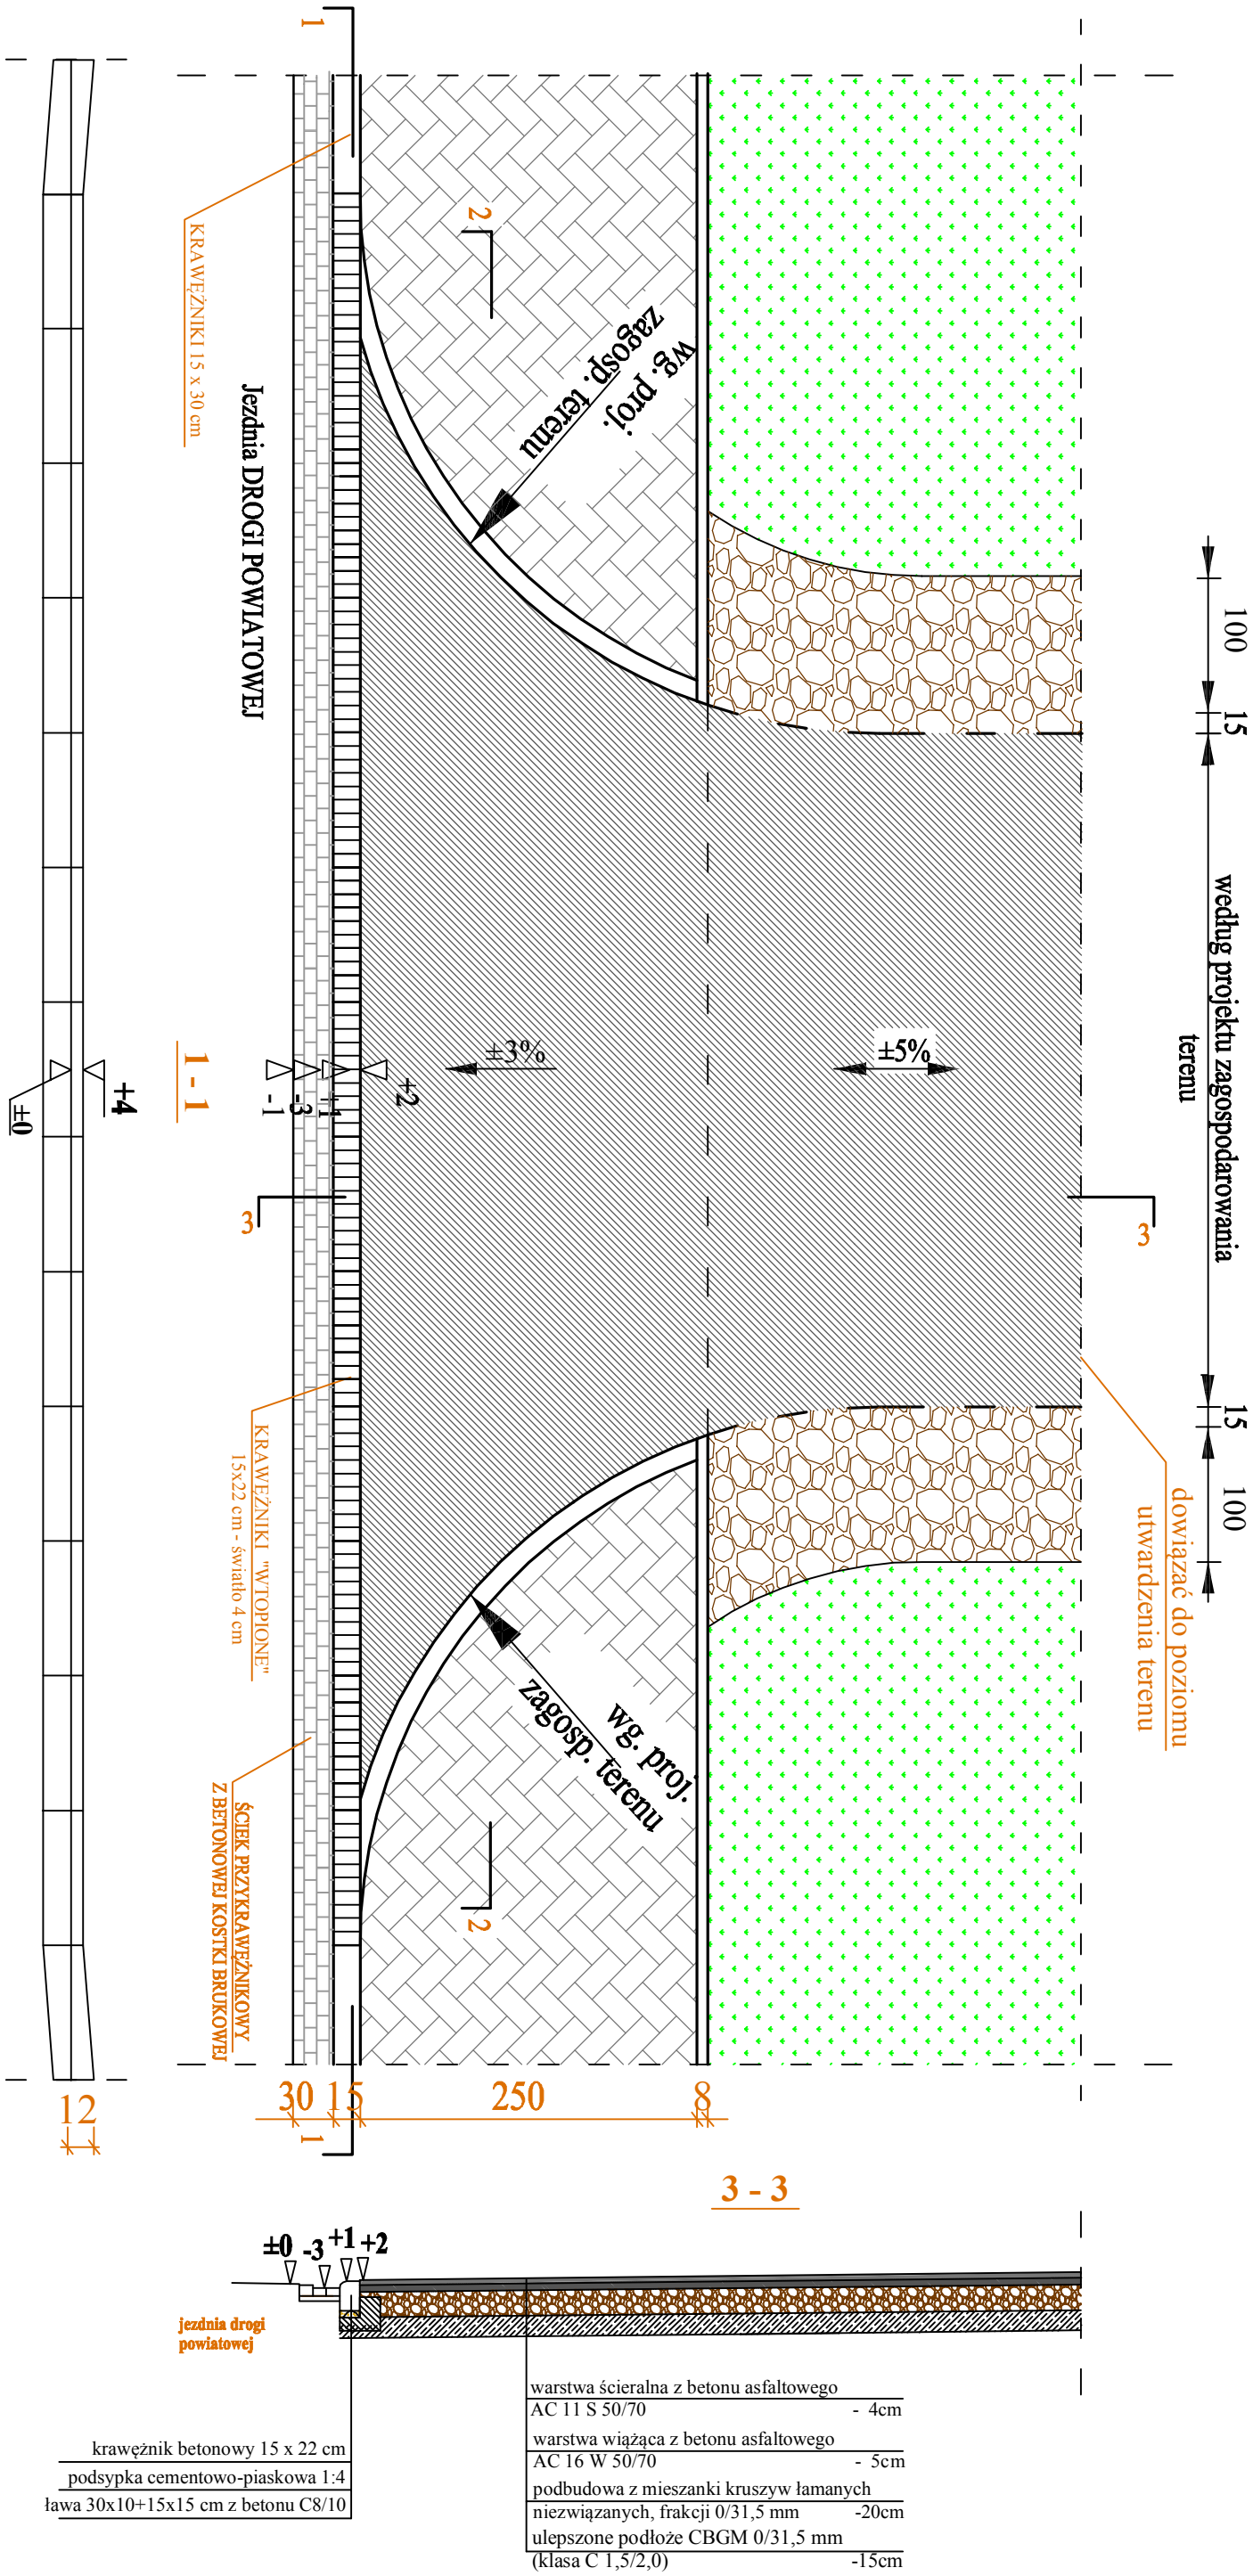 1
KRAWĘŻNIKI 15 x 30 cm
2
wg. proj.
zagosp. terenu
Jezdnia DROGI POWIATOWEJ
100
15
według projektu zagospodarowania
terenu
±3%
±5%
+2
+1
-3
-1
1 - 1
+4
±0
3
3
15
100
dowiązać do poziomu
utwardzenia terenu
KRAWĘŻNIKI "WTOPIONE"
15x22 cm - światło 4 cm
wg. proj.
zagosp. terenu
ŚCIEK PRZYKRAWĘŻNIKOWY
Z BETONOWEJ KOSTKI BRUKOWEJ
2
12
30
15
250
8
1
3 - 3
±0
-3
+1
+2
jezdnia drogi
powiatowej
krawężnik betonowy 15 x 22 cm
podsypka cementowo-piaskowa 1:4
ława 30x10+15x15 cm z betonu C8/10
warstwa ścieralna z betonu asfaltowego
AC 11 S 50/70 - 4cm
warstwa wiążąca z betonu asfaltowego
AC 16 W 50/70 - 5cm
podbudowa z mieszanki kruszyw łamanych
niezwiązanych, frakcji 0/31,5 mm -20cm
ulepszone podłoże CBGM 0/31,5 mm
(klasa C 1,5/2,0) -15cm